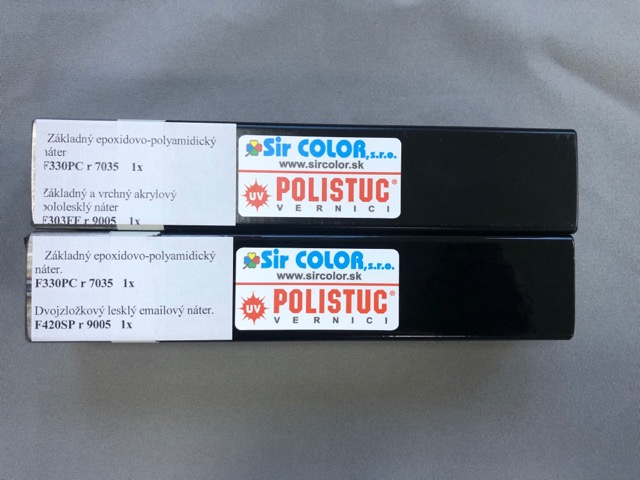 Základný epoxidovo-polyamidický
náter
F330PC r 7035 1x
Základný a vrchný akrylový
pololesklý náter
F303FF r 9005 1x
Sir COLOR, s.r.o.
www.sircolor.sk
UV POLISTUC®
VERNICI
Základný epoxidovo-polyamidický
náter.
F330PC r 7035 1x
Dvojzložkový lesklý emailový náter.
F420SP r 9005 1x
Sir COLOR, s.r.o.
www.sircolor.sk
UV POLISTUC®
VERNICI